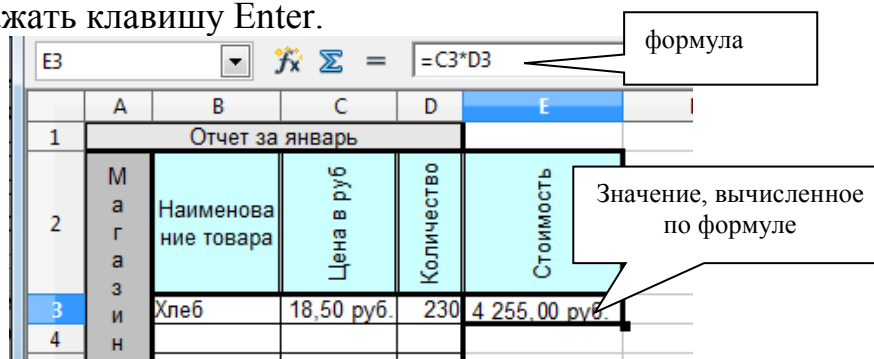 жать клавишу Enter.
формула
E3 =C3*D3
A B C D E
1 Отчет за январь
2 Магазин Наименова
ние товара Цена в руб Количество Стоимость
Значение, вычисленное
по формуле
3 Хлеб 18,50 руб. 230 4 255,00 руб.
4